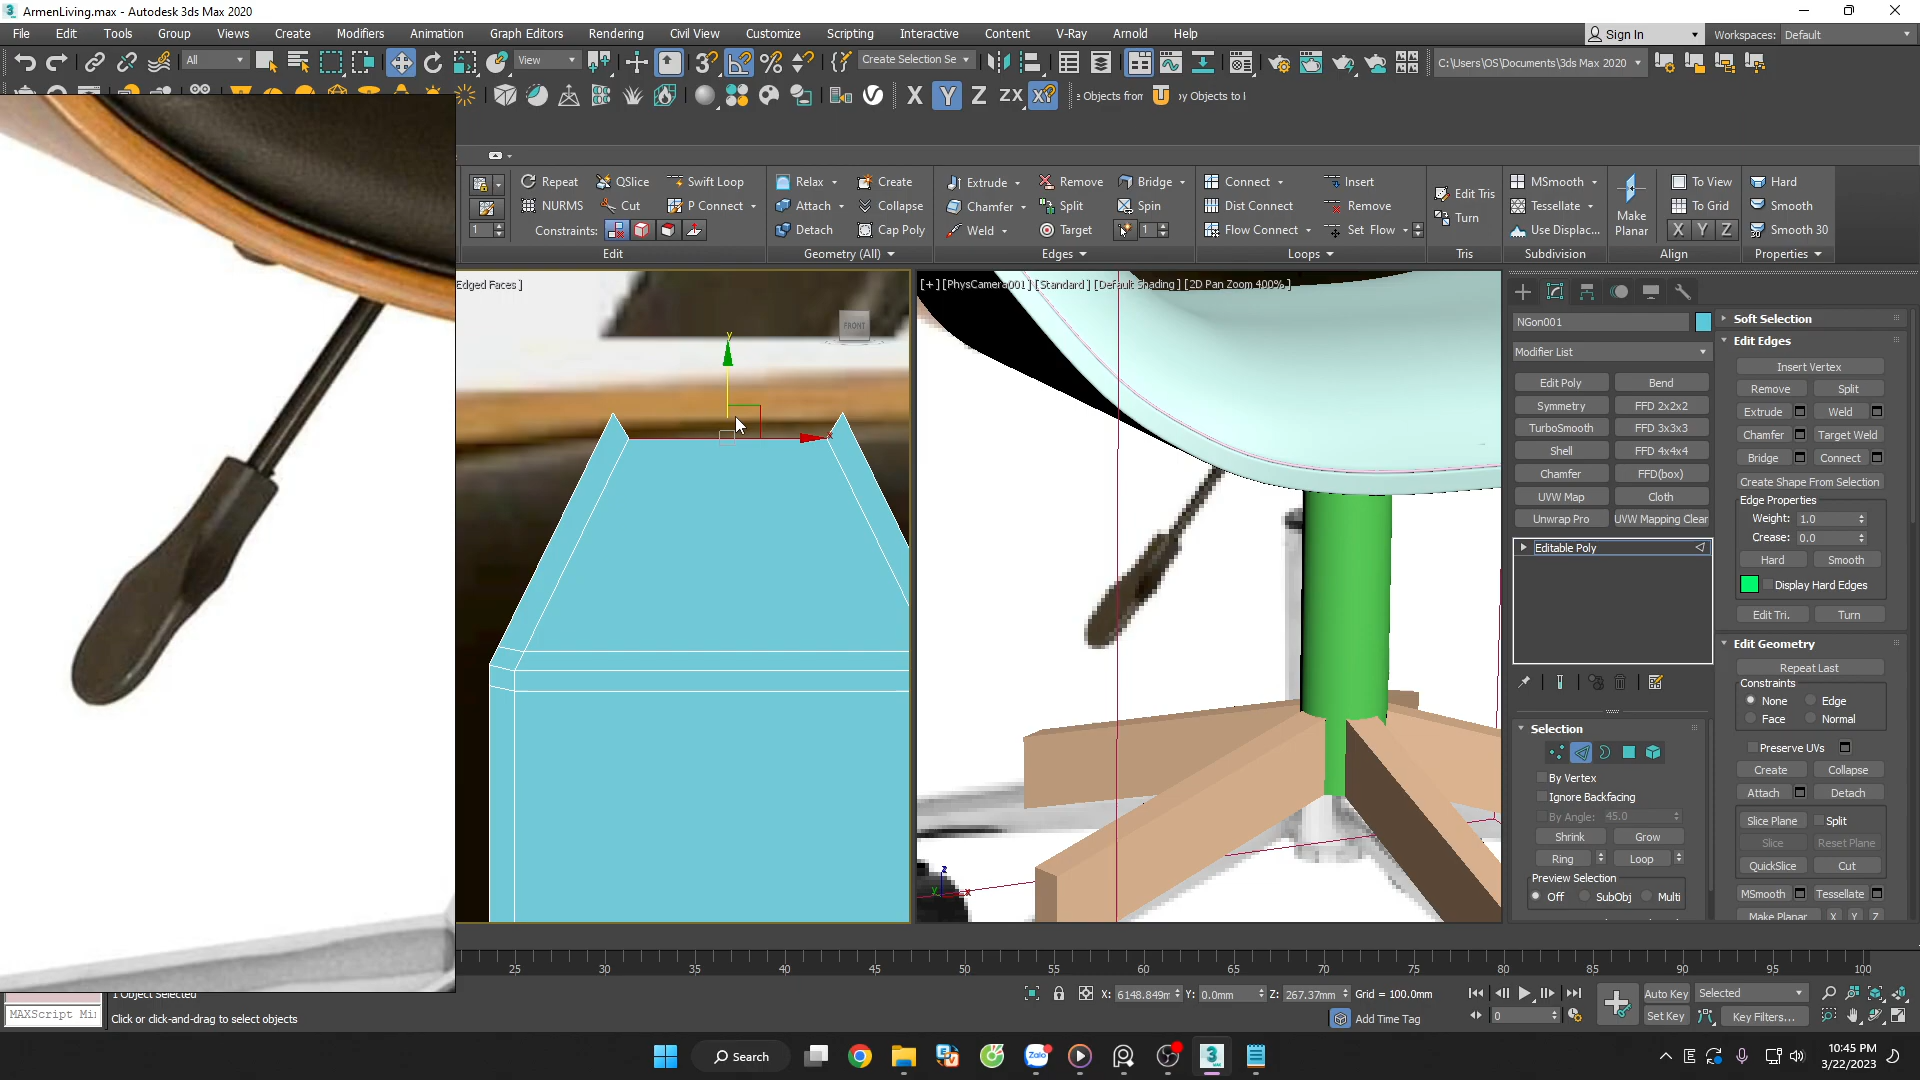 ArmenLiving.max - Autodesk 3ds Max 2020
File Edit Tools Group Views Create Modifiers Animation Graph Editors Rendering Civil View Customize Scripting Interactive Content V-Ray Arnold Help
Sign In Workspaces: Default
All View Create Selection Se C:\Users\OS\Documents\3ds Max 2020
X Y Z ZX XY e Objects from by Objects to l
Repeat QSlice Swift Loop Relax Create Extrude Remove Bridge Connect Insert Edit Tris MSmooth To View Hard
NURMS Cut P Connect Attach Collapse Chamfer Split Spin Dist Connect Remove Turn Tessellate Make Planar To Grid Smooth
1 Constraints: Detach Cap Poly Weld Target 1 Flow Connect Set Flow Use Displac... X Y Z Smooth 30
Edit Geometry (All) Edges Loops Tris Subdivision Align Properties
Edged Faces ]
FRONT
y
x
[+] [PhysCamera001] [Standard] [Default Shading] [2D Pan Zoom 400%]
z
y x
NGon001
Modifier List
Edit Poly Bend
Symmetry FFD 2x2x2
TurboSmooth FFD 3x3x3
Shell FFD 4x4x4
Chamfer FFD(box)
UVW Map Cloth
Unwrap Pro UVW Mapping Clear
Editable Poly
Selection
By Vertex
Ignore Backfacing
By Angle: 45.0
Shrink Grow
Ring Loop
Preview Selection
Off SubObj Multi
Soft Selection
Edit Edges
Insert Vertex
Remove Split
Extrude Weld
Chamfer Target Weld
Bridge Connect
Create Shape From Selection
Edge Properties
Weight: 1.0
Crease: 0.0
Hard Smooth
Display Hard Edges
Edit Tri. Turn
Edit Geometry
Repeat Last
Constraints
None Edge
Face Normal
Preserve UVs
Create Collapse
Attach Detach
Slice Plane Split
Slice Reset Plane
QuickSlice Cut
MSmooth Tessellate
Make Planar X Y Z
25 30 35 40 45 50 55 60 65 70 75 80 85 90 95 100
1 Object Selected
MAXScript Mi
Click or click-and-drag to select objects
X: 6148.849m Y: 0.0mm Z: 267.37mm Grid = 100.0mm
Add Time Tag
0
Auto Key Selected
Set Key Key Filters...
Search
Zalo
3
10:45 PM
3/22/2023